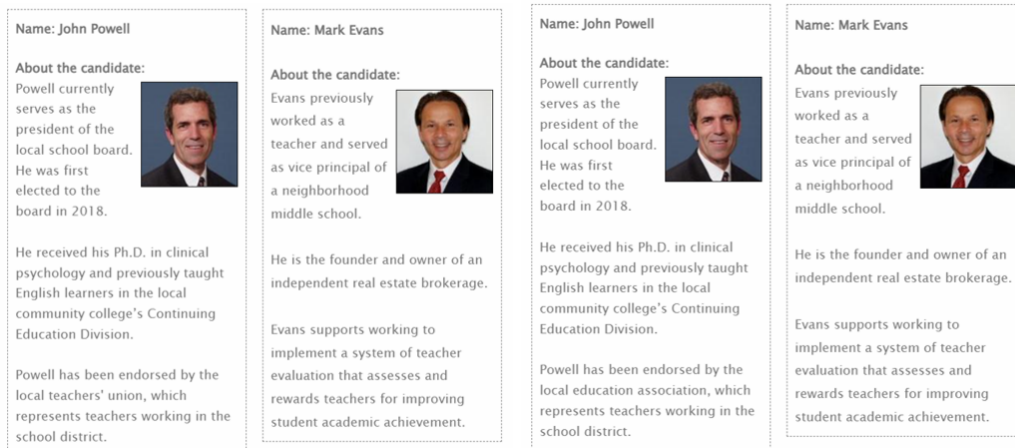 Name: John Powell
About the candidate:
Powell currently
serves as the
president of the
local school board.
He was first
elected to the
board in 2018.
He received his Ph.D. in clinical
psychology and previously taught
English learners in the local
community college's Continuing
Education Division.
Powell has been endorsed by the
local teachers' union, which
represents teachers working in the
school district.
Name: Mark Evans
About the candidate:
Evans previously
worked as a
teacher and served
as vice principal of
a neighborhood
middle school.
He is the founder and owner of an
independent real estate brokerage.
Evans supports working to
implement a system of teacher
evaluation that assesses and
rewards teachers for improving
student academic achievement.
Name: John Powell
About the candidate:
Powell currently
serves as the
president of the
local school board.
He was first
elected to the
board in 2018.
He received his Ph.D. in clinical
psychology and previously taught
English learners in the local
community college's Continuing
Education Division.
Powell has been endorsed by the
local education association, which
represents teachers working in the
school district.
Name: Mark Evans
About the candidate:
Evans previously
worked as a
teacher and served
as vice principal of
a neighborhood
middle school.
He is the founder and owner of an
independent real estate brokerage.
Evans supports working to
implement a system of teacher
evaluation that assesses and
rewards teachers for improving
student academic achievement.